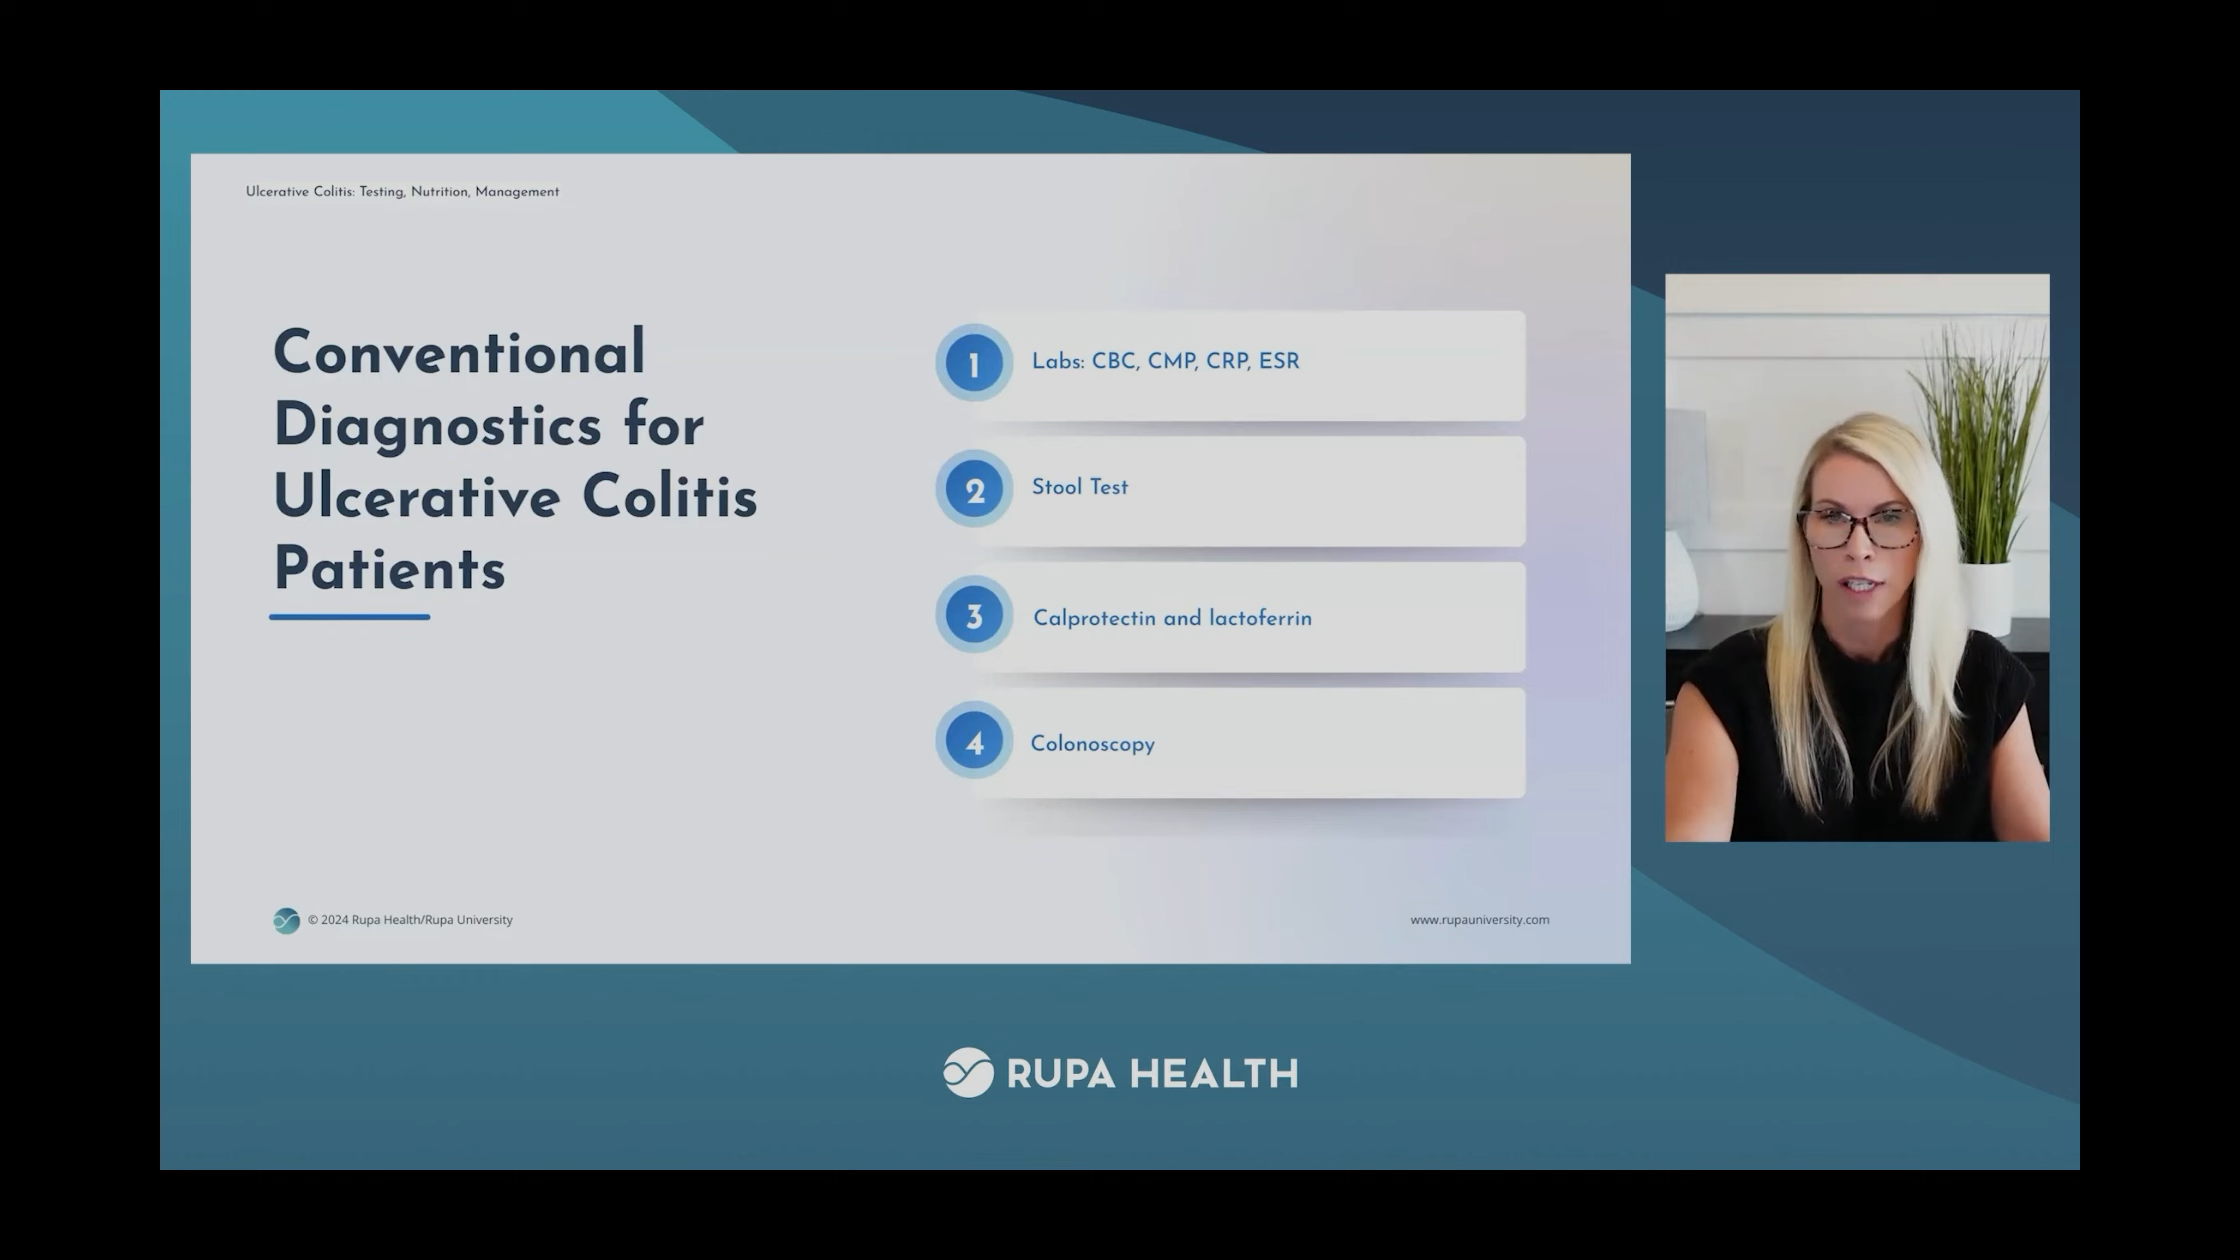 Ulcerative Colitis: Testing, Nutrition, Management
Conventional
Diagnostics for
Ulcerative Colitis
Patients
1 Labs: CBC, CMP, CRP, ESR
2 Stool Test
3 Calprotectin and lactoferrin
4 Colonoscopy
© 2024 Rupa Health/Rupa University
www.rupauniversity.com
RUPA HEALTH